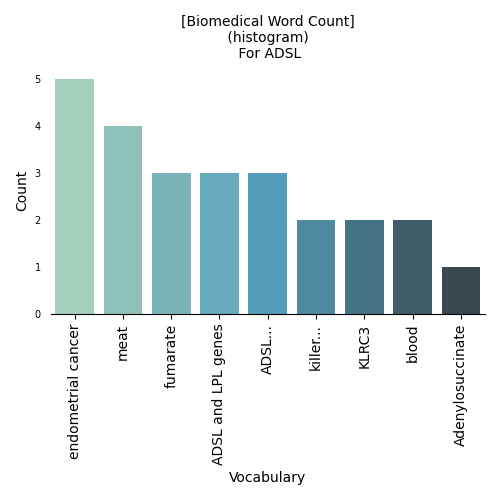 [Biomedical Word Count]
(histogram)
For ADSL
Count
5
4
3
2
1
0
endometrial cancer
meat
fumarate
ADSL and LPL genes
ADSL...
killer...
KLRC3
blood
Adenylosuccinate
Vocabulary